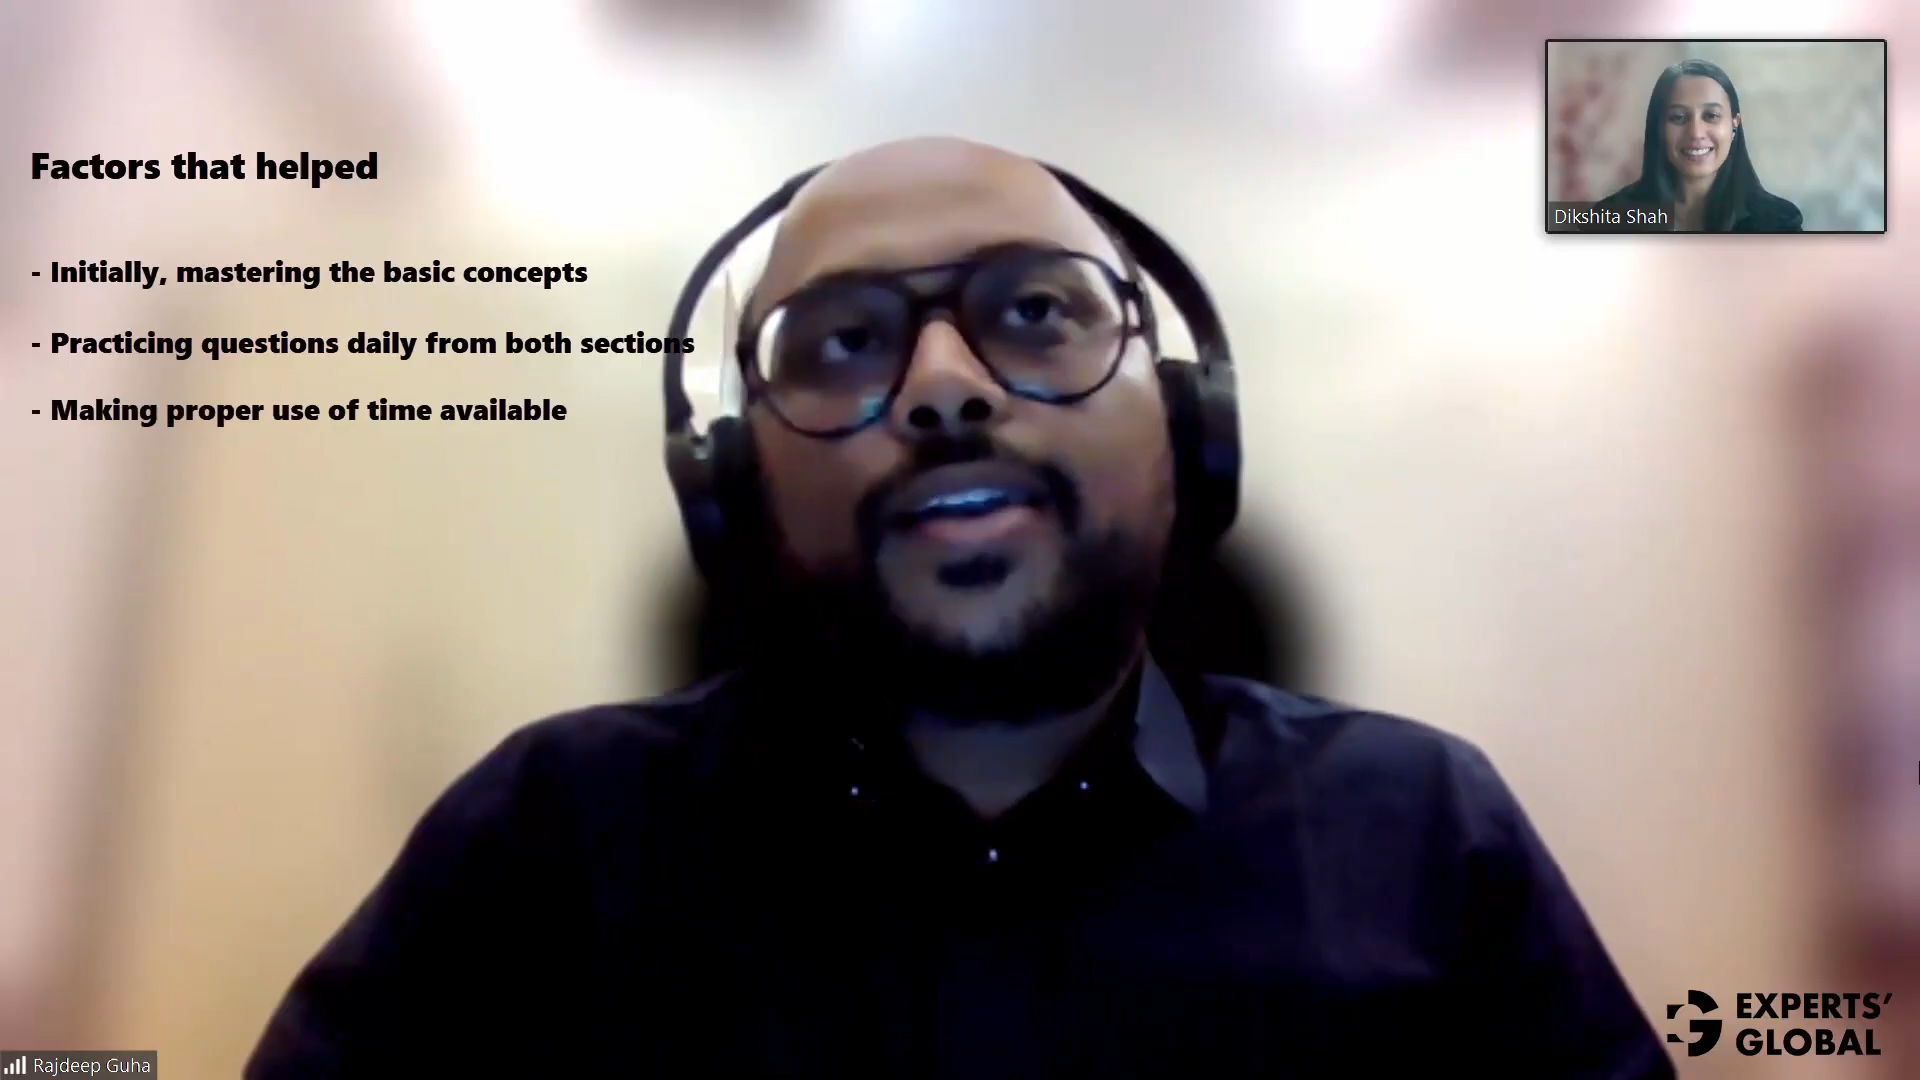 Factors that helped
- Initially, mastering the basic concepts
- Practicing questions daily from both sections
- Making proper use of time available
Dikshita Shah
Rajdeep Guha
EXPERTS'
GLOBAL